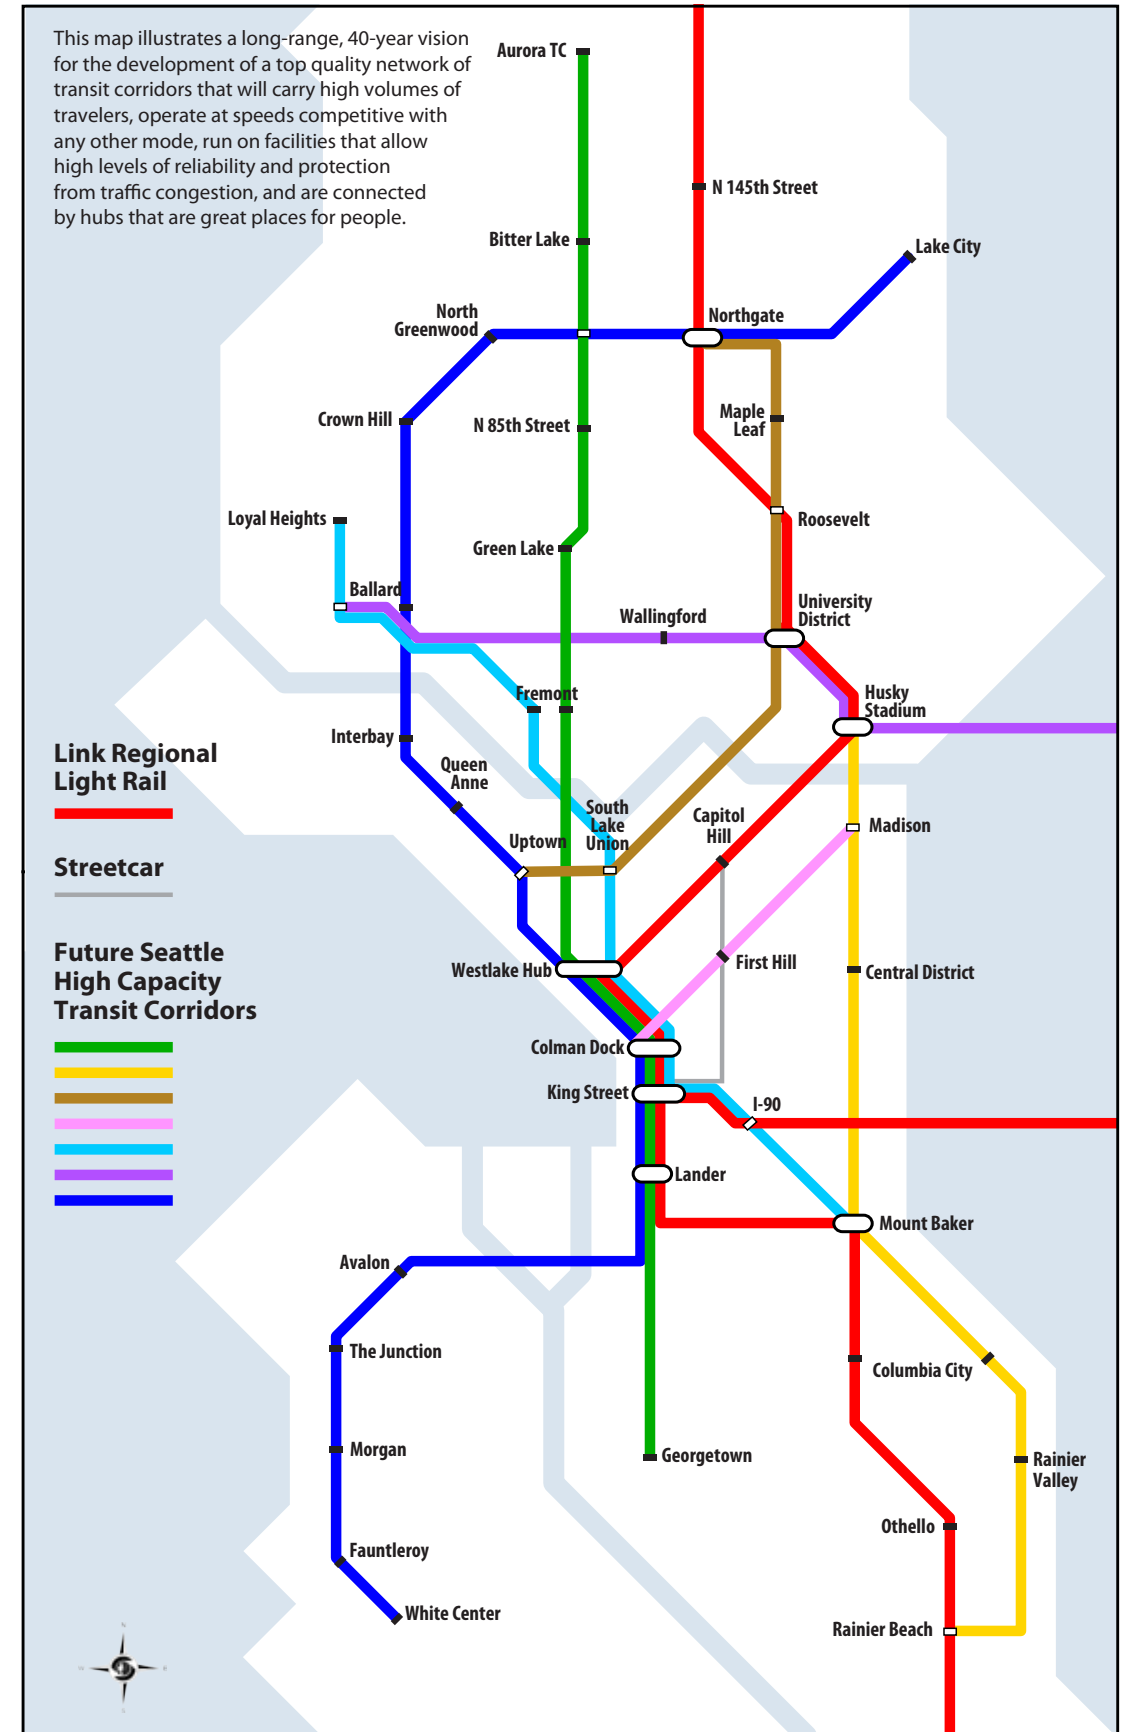 This map illustrates a long-range, 40-year vision
for the development of a top quality network of
transit corridors that will carry high volumes of
travelers, operate at speeds competitive with
any other mode, run on facilities that allow
high levels of reliability and protection
from traffic congestion, and are connected
by hubs that are great places for people.
Aurora TC
N 145th Street
Bitter Lake
Lake City
North
Greenwood
Northgate
Crown Hill
N 85th Street
Maple
Leaf
Loyal Heights
Roosevelt
Green Lake
Ballard
Wallingford
University
District
Fremont
Husky
Stadium
Interbay
Queen
Anne
Link Regional
Light Rail
South
Lake
Union
Capitol
Hill
Madison
Uptown
Streetcar
Future Seattle
High Capacity
Transit Corridors
Westlake Hub
First Hill
Central District
Colman Dock
King Street
I-90
Lander
Mount Baker
Avalon
The Junction
Columbia City
Morgan
Georgetown
Rainier
Valley
Othello
Fauntleroy
White Center
Rainier Beach